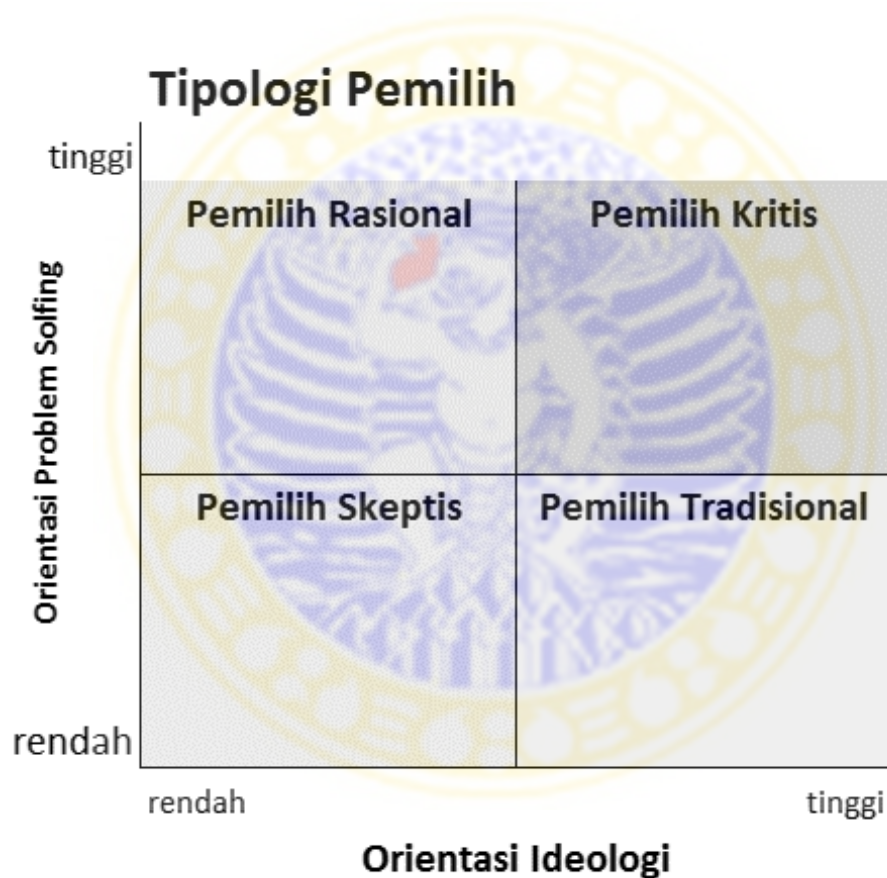 Tipologi Pemilih
tinggi
Pemilih Rasional
Pemilih Kritis
Orientasi Problem Solfing
Pemilih Skeptis
Pemilih Tradisional
rendah
rendah
tinggi
Orientasi Ideologi